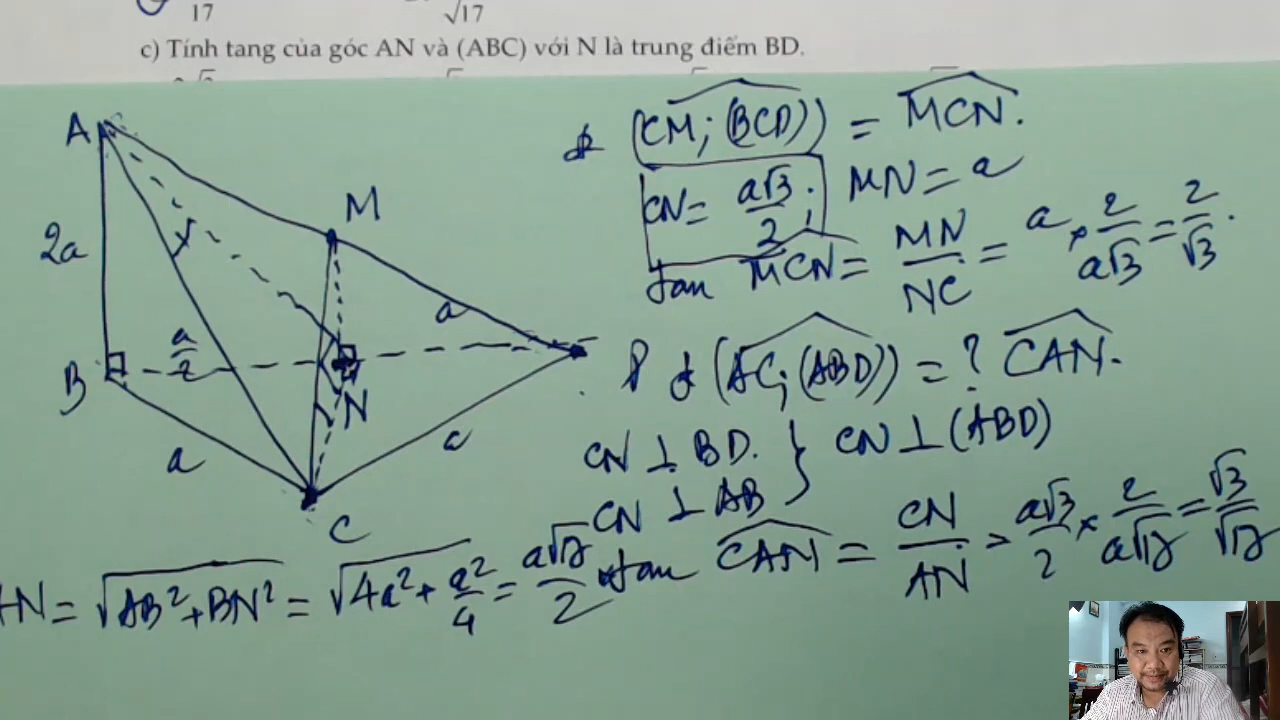 17
√17
c) Tính tang của góc AN và (ABC) với N là trung điểm BD.
A
2a
M
a
a/2
B
N
a
C
(CM; (BCD)) = MCN.
CN = a√3/2; MN = a
tan MCN = MN/NC = a × 2/a√3 = 2/√3.
(AC; (ABD)) = ? CAN.
CN ⊥ BD.
CN ⊥ AB
} CN ⊥ (ABD)
tan CAN = CN/AN = a√3/2 × 2/a√17 = √3/√17
AN = √AB² + BN² = √4a² + a²/4 = a√17/2